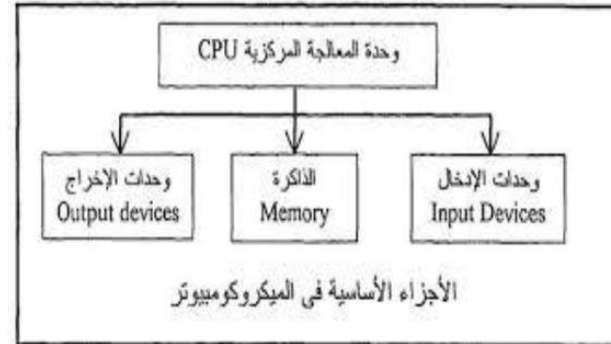 وحدة المعالجة المركزية CPU
وحدات الإدخال
Input Devices
الذاكرة
Memory
وحدات الإخراج
Output devices
الأجزاء الأساسية فى الميكروكومبيوتر